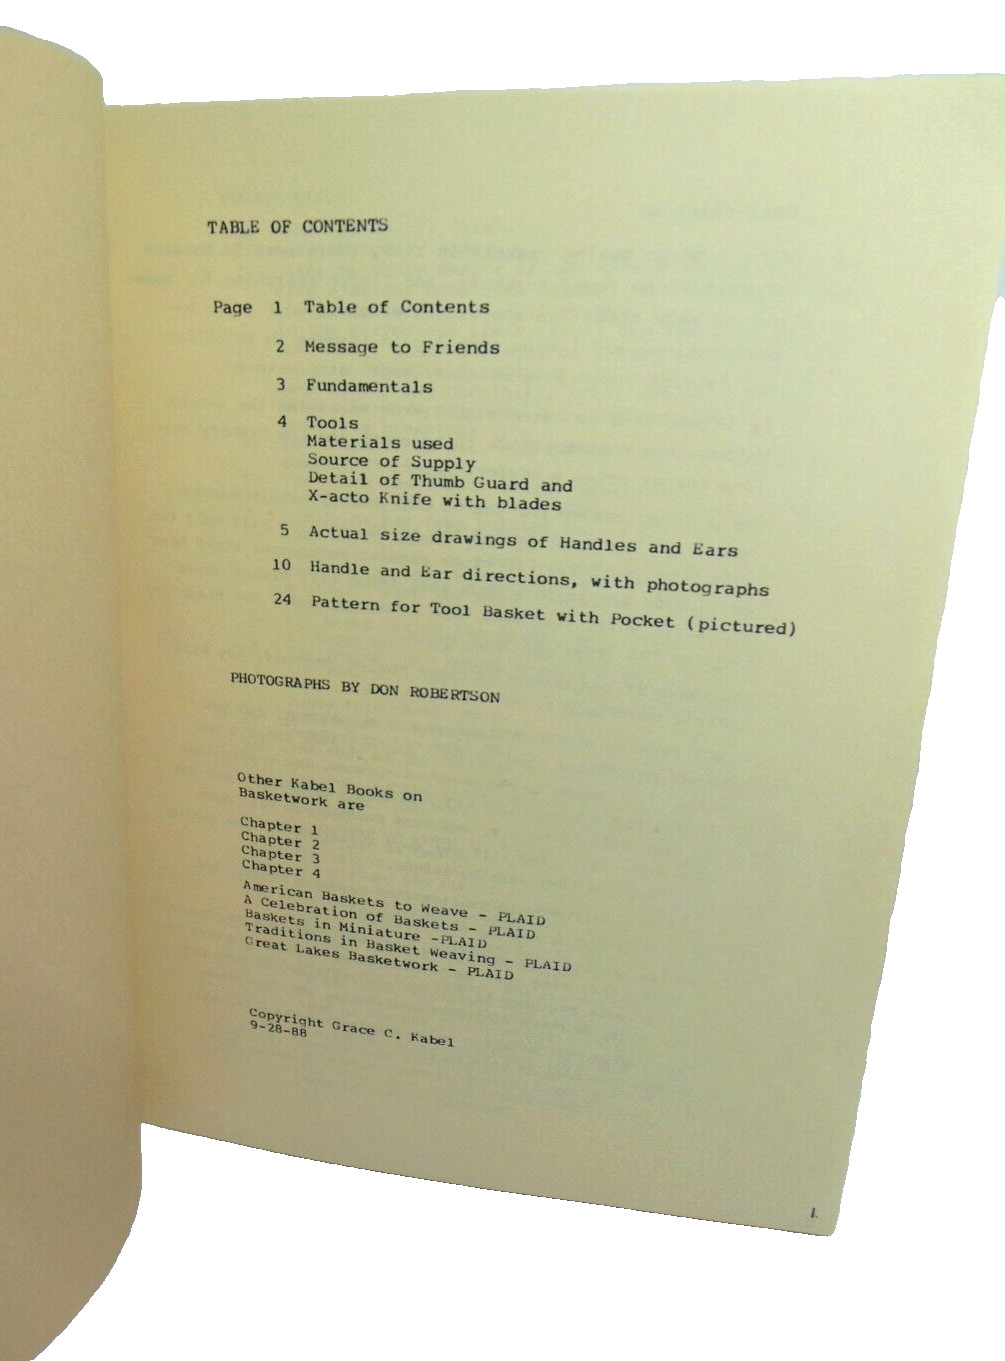 TABLE OF CONTENTS
Page 1 Table of Contents
2 Message to Friends
3 Fundamentals
4 Tools
Materials used
Source of Supply
Detail of Thumb Guard and
X-acto Knife with blades
5 Actual size drawings of Handles and Ears
10 Handle and Ear directions, with photographs
24 Pattern for Tool Basket with Pocket (pictured)
PHOTOGRAPHS BY DON ROBERTSON
Other Kabel Books on
Basketwork are
Chapter 1
Chapter 2
Chapter 3
Chapter 4
American Baskets to Weave - PLAID
A Celebration of Baskets - PLAID
Baskets in Miniature -PLAID
Traditions in Basket Weaving - PLAID
Great Lakes Basketwork - PLAID
Copyright Grace C. Kabel
9-28-88
1.